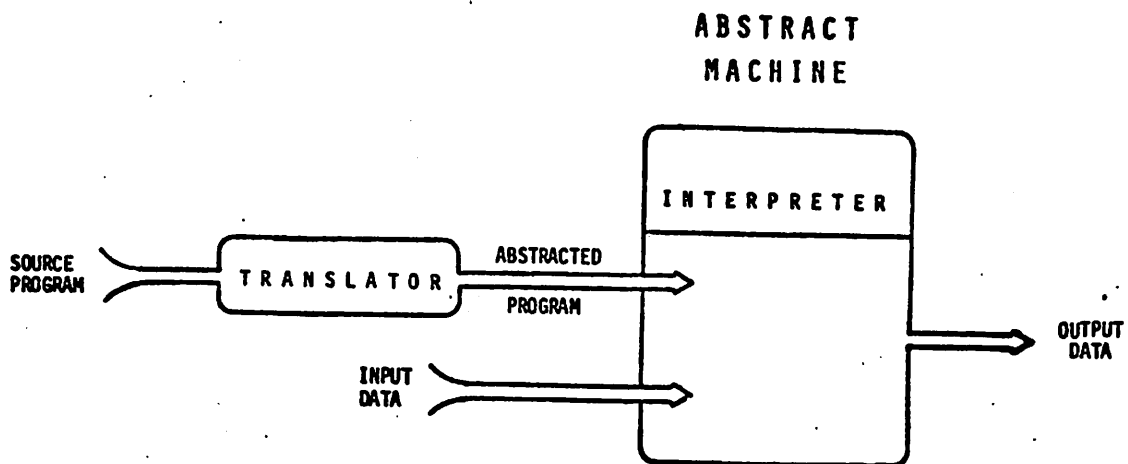 ABSTRACT
MACHINE
INTERPRETER
SOURCE
PROGRAM
TRANSLATOR
ABSTRACTED
PROGRAM
INPUT
DATA
OUTPUT
DATA